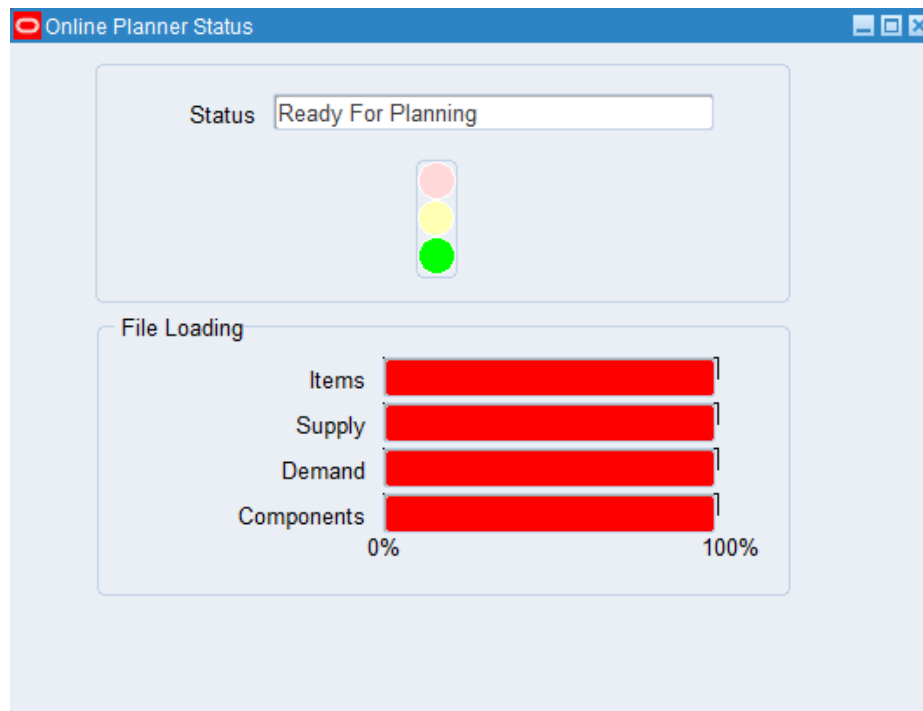 Online Planner Status
Status Ready For Planning
File Loading
Items
Supply
Demand
Components
0% 100%